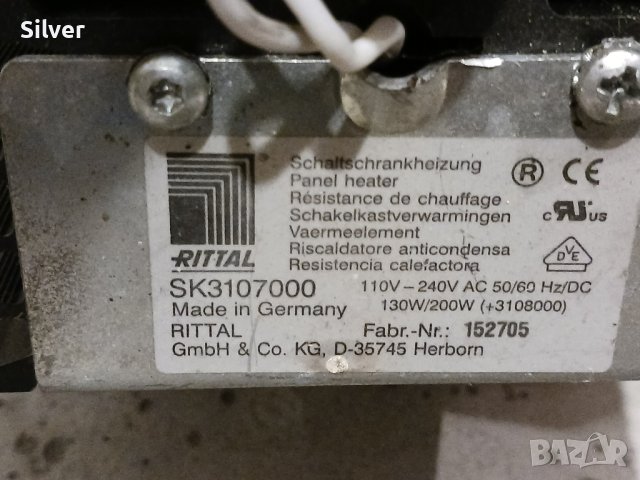 Silver
RITTAL
Schaltschrankheizung
Panel heater
Résistance de chauffage
Schakelkastverwarmingen
Vaermeelement
Riscaldatore anticondensa
Resistencia calefactora
R CE
c RU us
DVE
SK3107000
Made in Germany
RITTAL
GmbH & Co. KG, D-35745 Herborn
110V – 240V AC 50/60 Hz/DC
130W/200W (+3108000)
Fabr.-Nr.: 152705
BAZAR